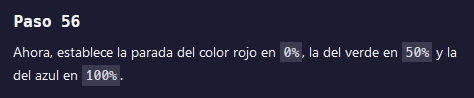 Paso 56
Ahora, establece la parada del color rojo en 0%, la del verde en 50% y la
del azul en 100%.